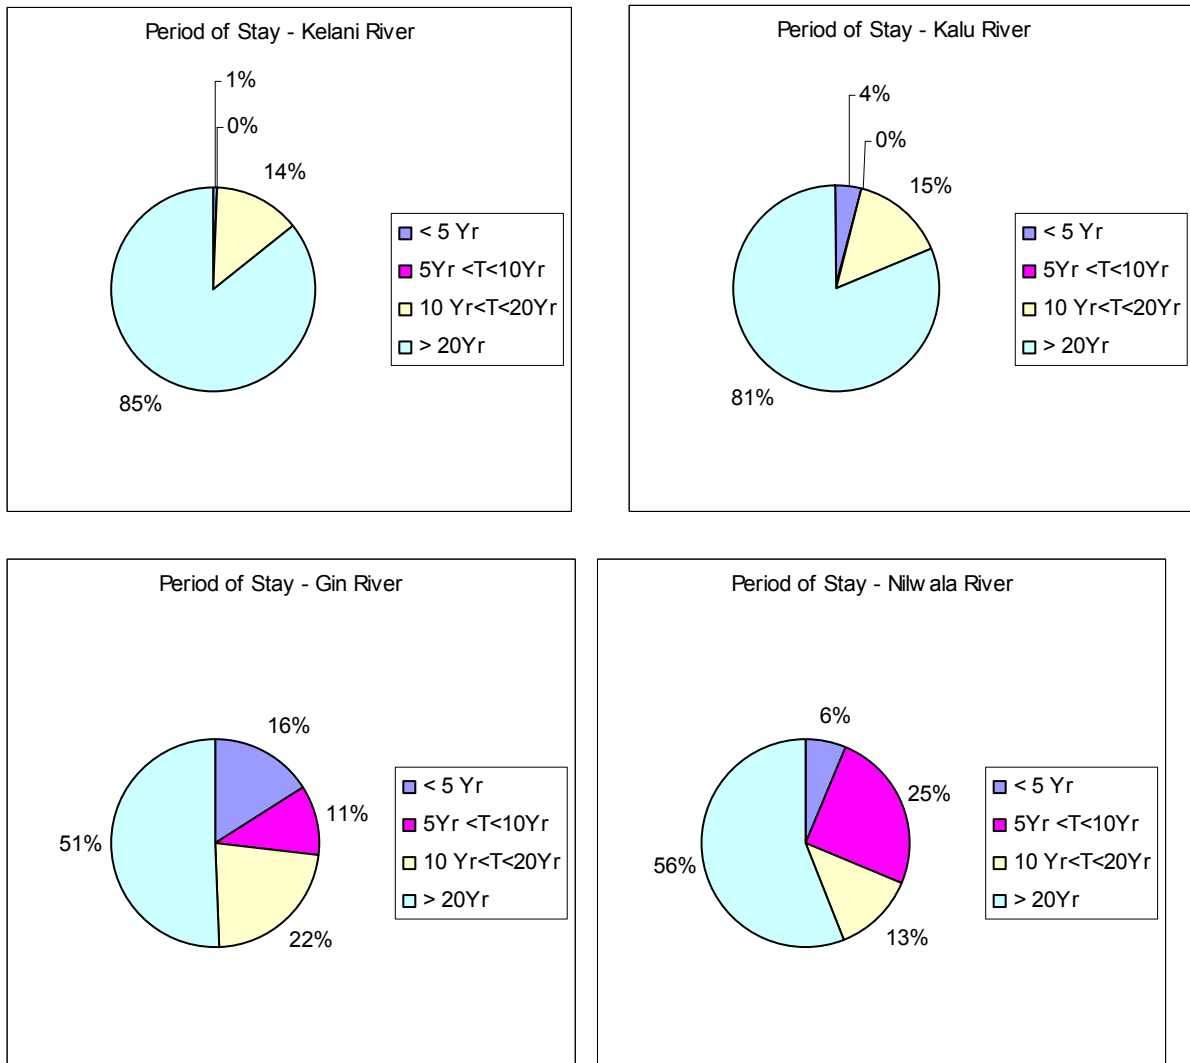 Period of Stay - Kelani River
1%
0%
14%
85%
< 5 Yr
5Yr <T<10Yr
10 Yr<T<20Yr
> 20Yr
Period of Stay - Kalu River
4%
0%
15%
81%
< 5 Yr
5Yr <T<10Yr
10 Yr<T<20Yr
> 20Yr
Period of Stay - Gin River
16%
11%
51%
22%
< 5 Yr
5Yr <T<10Yr
10 Yr<T<20Yr
> 20Yr
Period of Stay - Nilwala River
6%
25%
56%
13%
< 5 Yr
5Yr <T<10Yr
10 Yr<T<20Yr
> 20Yr